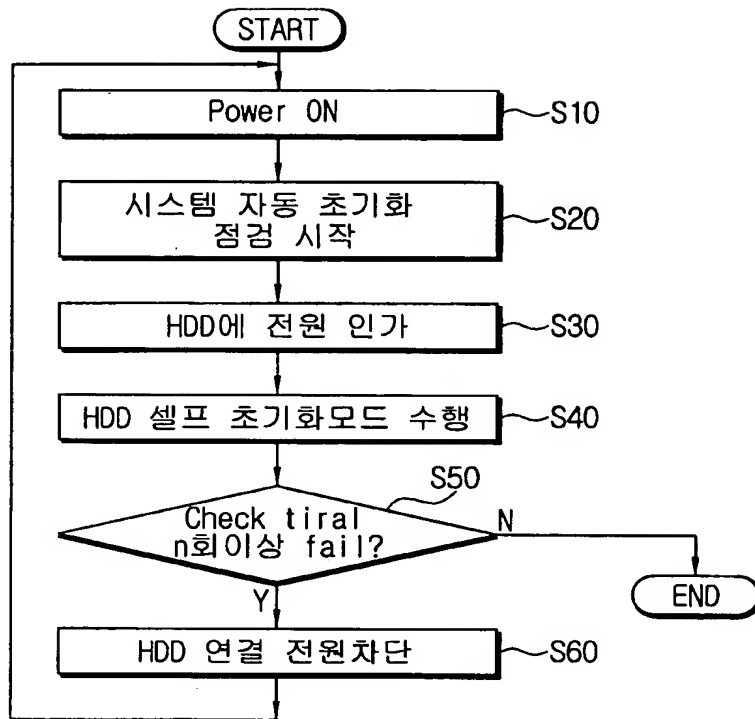 START
Power ON
S10
시스템 자동 초기화
점검 시작
S20
HDD에 전원 인가
S30
HDD 셀프 초기화모드 수행
S40
S50
Check tiral
n회이상 fail?
N
Y
END
HDD 연결 전원차단
S60